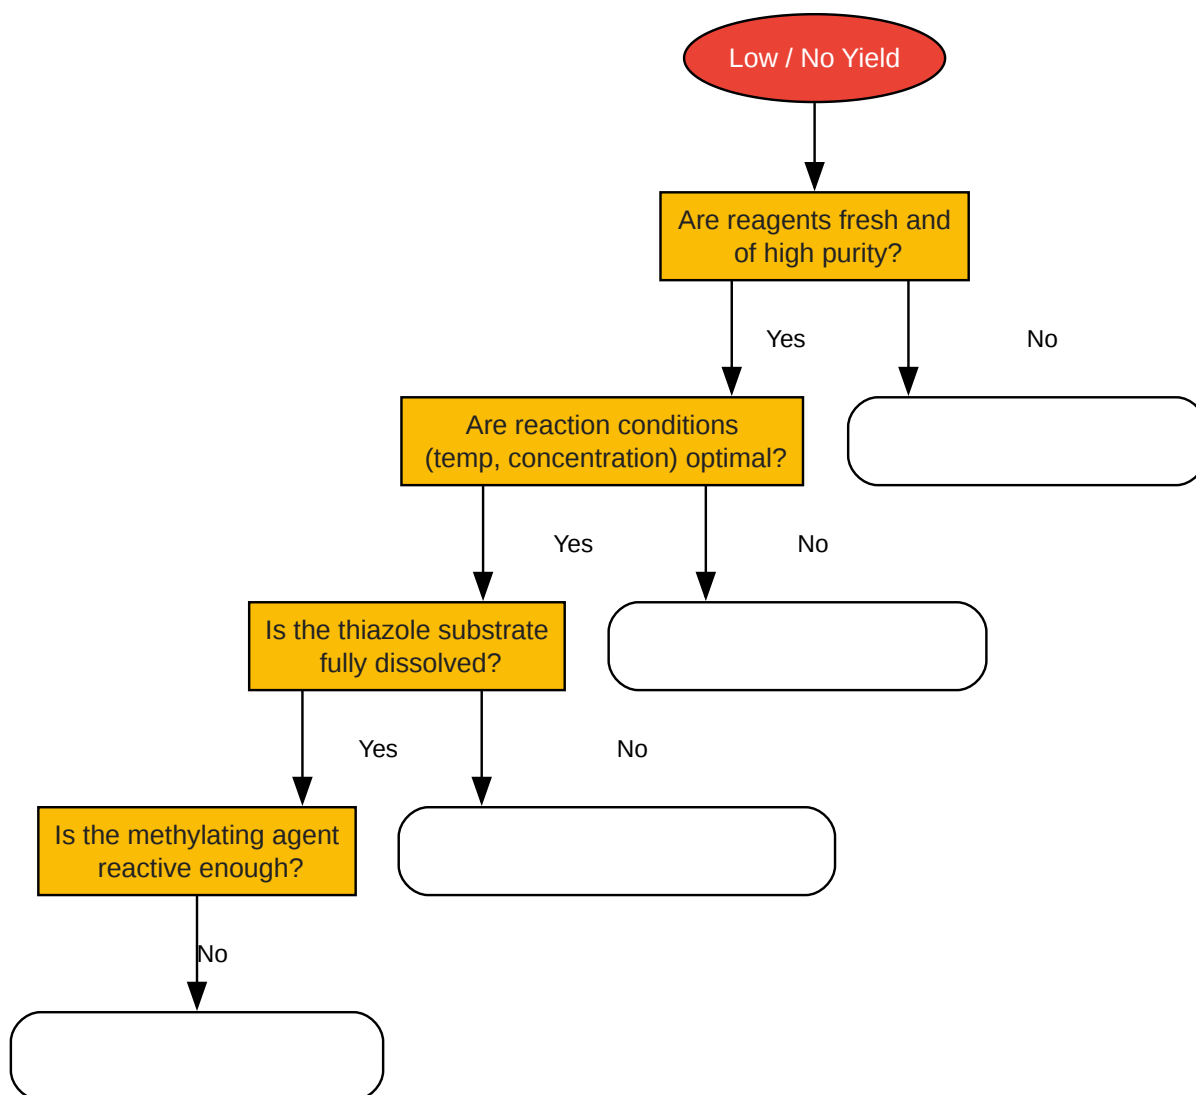 Low / No Yield
Are reagents fresh and
of high purity?
Yes
No
Are reaction conditions
(temp, concentration) optimal?
Yes
No
Is the thiazole substrate
fully dissolved?
Yes
No
Is the methylating agent
reactive enough?
No